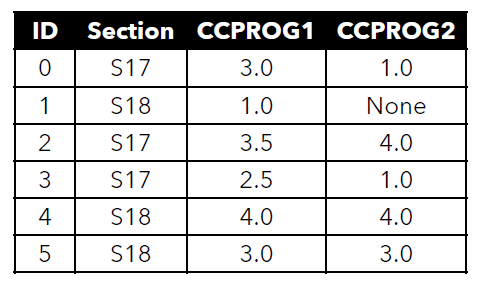 ID Section CCPROG1 CCPROG2
0 S17 3.0 1.0
1 S18 1.0 None
2 S17 3.5 4.0
3 S17 2.5 1.0
4 S18 4.0 4.0
5 S18 3.0 3.0